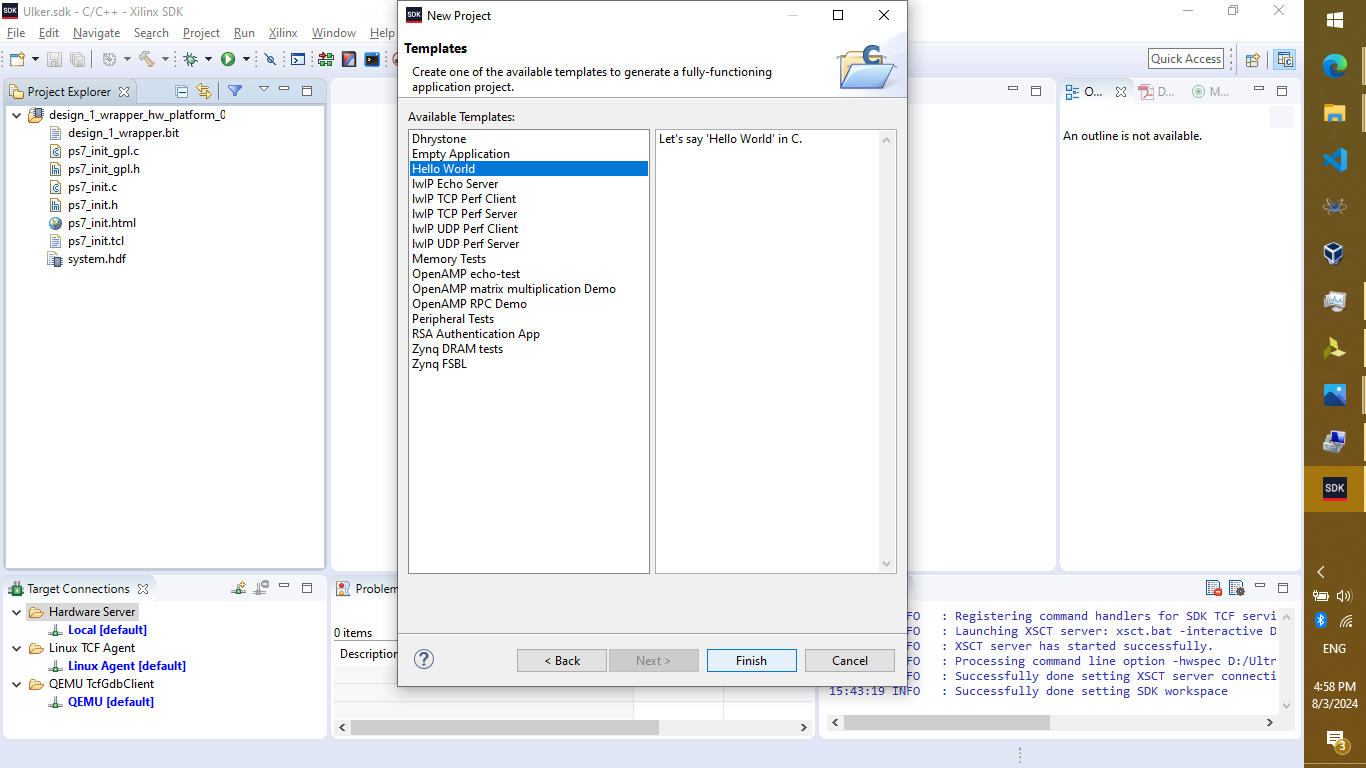 SDK Ulker.sdk - C/C++ - Xilinx SDK
File Edit Navigate Search Project Run Xilinx Window Help
Quick Access
Project Explorer
design_1_wrapper_hw_platform_0
design_1_wrapper.bit
ps7_init_gpl.c
ps7_init_gpl.h
ps7_init.c
ps7_init.h
ps7_init.html
ps7_init.tcl
system.hdf
SDK New Project
Templates
Create one of the available templates to generate a fully-functioning
application project.
Available Templates:
Dhrystone
Empty Application
Hello World
lwIP Echo Server
lwIP TCP Perf Client
lwIP TCP Perf Server
lwIP UDP Perf Client
lwIP UDP Perf Server
Memory Tests
OpenAMP echo-test
OpenAMP matrix multiplication Demo
OpenAMP RPC Demo
Peripheral Tests
RSA Authentication App
Zynq DRAM tests
Zynq FSBL
Let's say 'Hello World' in C.
< Back Next > Finish Cancel
O... D... M...
An outline is not available.
Target Connections
Hardware Server
Local [default]
Linux TCF Agent
Linux Agent [default]
QEMU TcfGdbClient
QEMU [default]
Problem
0 items
Description
FO : Registering command handlers for SDK TCF servi
FO : Launching XSCT server: xsct.bat -interactive D
FO : XSCT server has started successfully.
FO : Processing command line option -hwspec D:/Ultr
FO : Successfully done setting XSCT server connecti
15:43:19 INFO : Successfully done setting SDK workspace
SDK
ENG
4:58 PM
8/3/2024
3